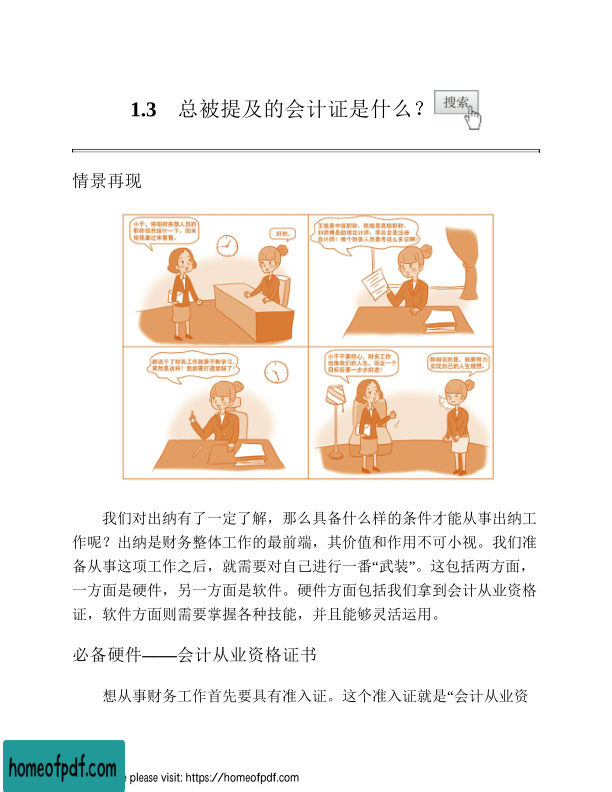 1.3 总被提及的会计证是什么？
搜索
情景再现
小于，将咱财务部人员的
职称信息统计一下，回来
给我拿过来看看。
好的。
王姐是中级职称，陈姐是高级职称，
刘师傅是助理会计师，单总会是注册
会计师！做个财务人员要考这么多证啊！
都说干了财务工作就要不断学习，
果然是这样！我都要打退堂鼓了！
小于不要担心，财务工作
也像我们的人生，设定一个
目标后要一步步前进！
陈姐说的是，我要努力
实现自己的人生理想。
我们对出纳有了一定了解，那么具备什么样的条件才能从事出纳工
作呢？出纳是财务整体工作的最前端，其价值和作用不可小视。我们准
备从事这项工作之后，就需要对自己进行一番“武装”。这包括两方面，
一方面是硬件，另一方面是软件。硬件方面包括我们拿到会计从业资格
证，软件方面则需要掌握各种技能，并且能够灵活运用。
必备硬件——会计从业资格证书
想从事财务工作首先要具有准入证。这个准入证就是“会计从业资
homeofpdf.com
e please visit: https://homeofpdf.com